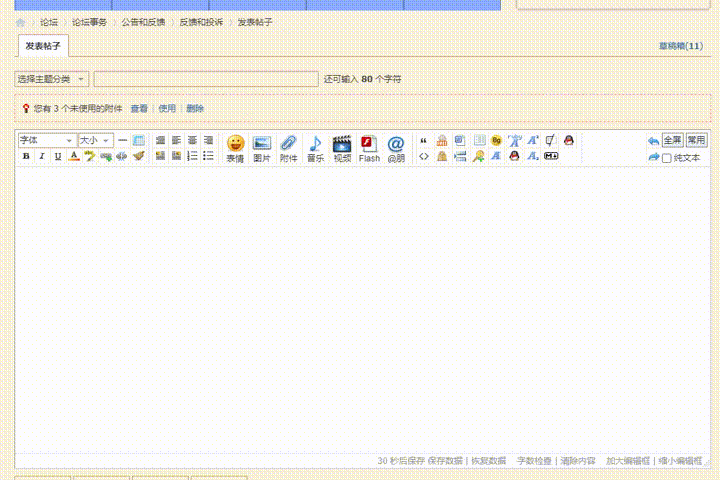 论坛 › 论坛事务 › 公告和反馈 › 反馈和投诉 › 发表帖子
发表帖子 草稿箱(11)
选择主题分类 还可输入 80 个字符
您有 3 个未使用的附件 查看 | 使用 | 删除
字体 大小 全屏 常用
B I U A 纯文本
表情 图片 附件 音乐 视频 Flash @朋
30 秒后保存 保存数据 | 恢复数据 字数检查 | 清除内容 加大编辑框 | 缩小编辑框